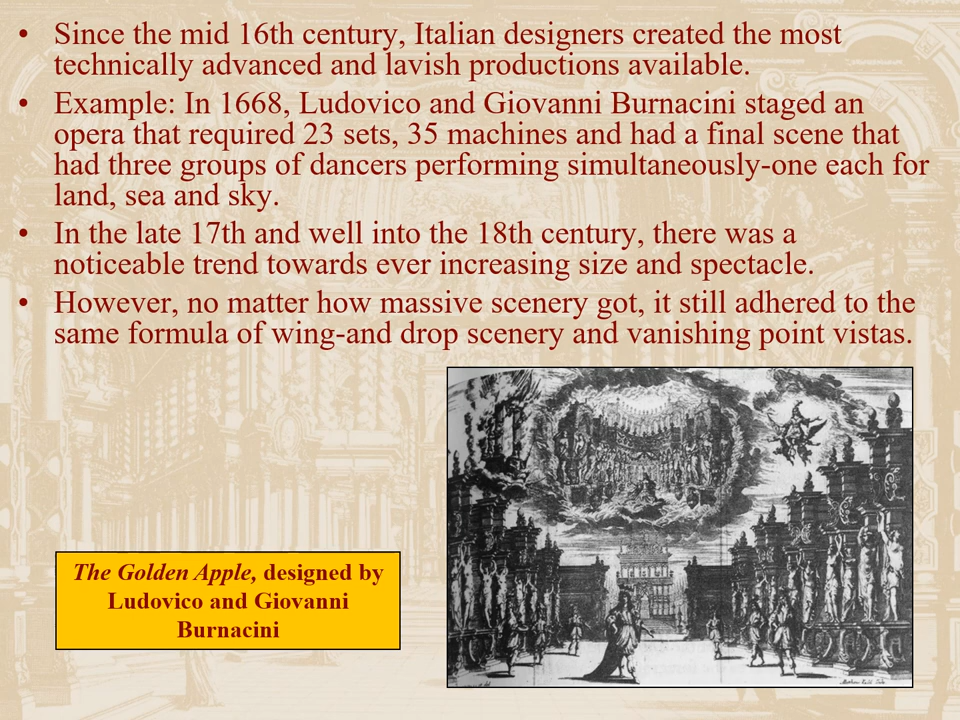 • Since the mid 16th century, Italian designers created the most
technically advanced and lavish productions available.
• Example: In 1668, Ludovico and Giovanni Burnacini staged an
opera that required 23 sets, 35 machines and had a final scene that
had three groups of dancers performing simultaneously-one each for
land, sea and sky.
• In the late 17th and well into the 18th century, there was a
noticeable trend towards ever increasing size and spectacle.
• However, no matter how massive scenery got, it still adhered to the
same formula of wing-and drop scenery and vanishing point vistas.
The Golden Apple, designed by
Ludovico and Giovanni
Burnacini